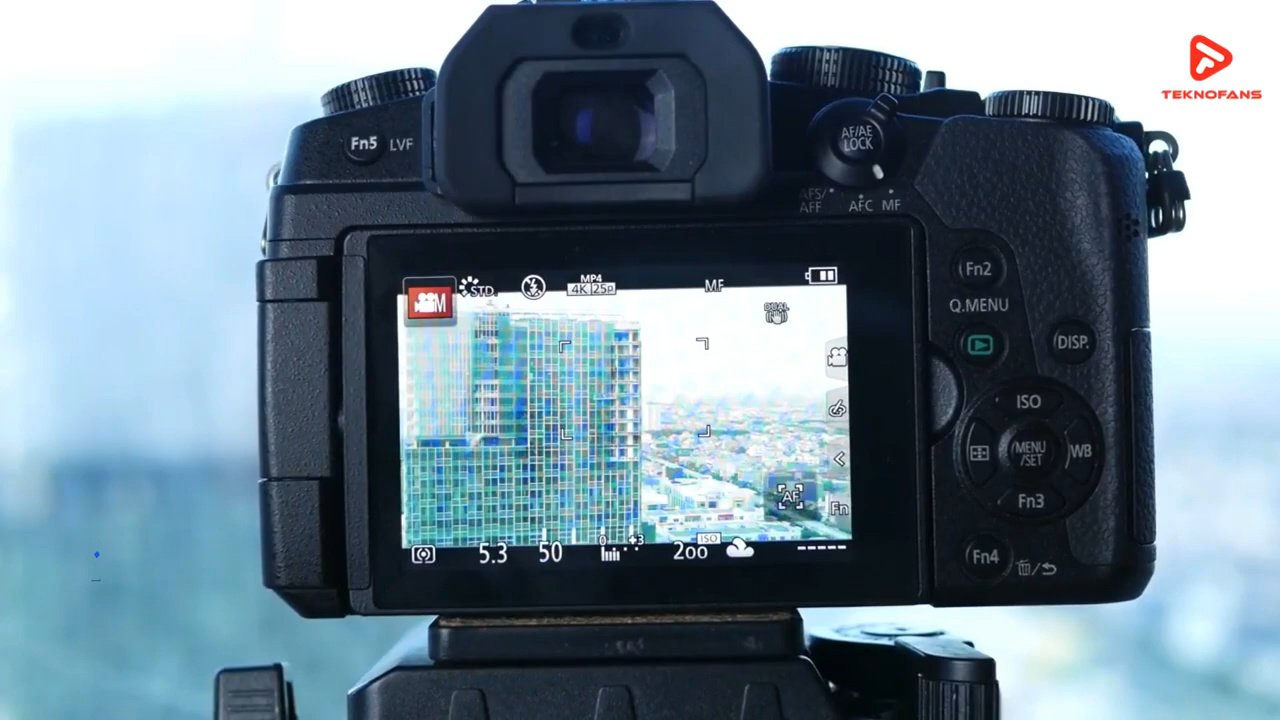 TEKNOFANS
Fn5 LVF
AF/AE
LOCK
AFS/
AFF AFC MF
Fn2
Q.MENU
DISP.
ISO
MENU
/SET
WB
Fn3
Fn4
M
STD.
MP4
4K 25p
MF
DUAL
AF
Fn
5.3 50 0 +3 200 ISO